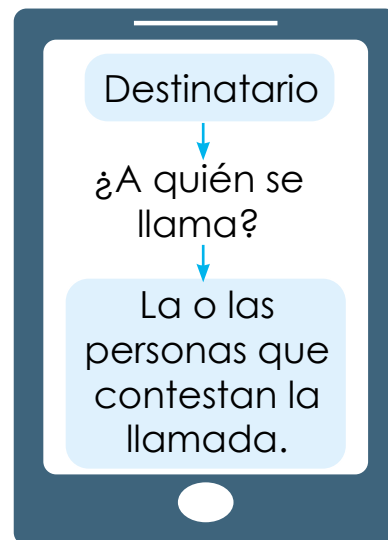 Destinatario
¿A quién se
llama?
La o las
personas que
contestan la
llamada.